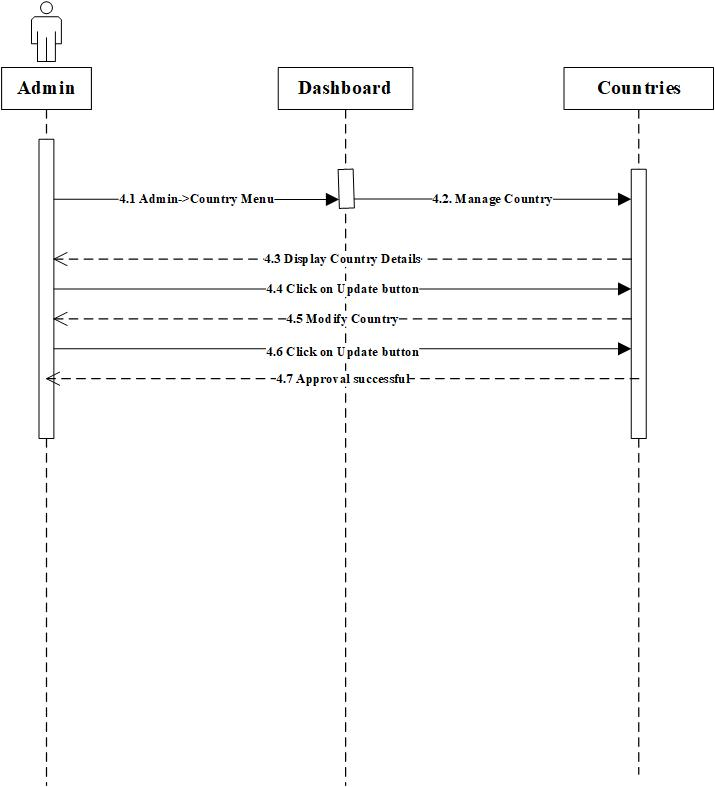 Admin
Dashboard
Countries
4.1 Admin->Country Menu
4.2. Manage Country
4.3 Display Country Details
4.4 Click on Update button
4.5 Modify Country
4.6 Click on Update button
4.7 Approval successful